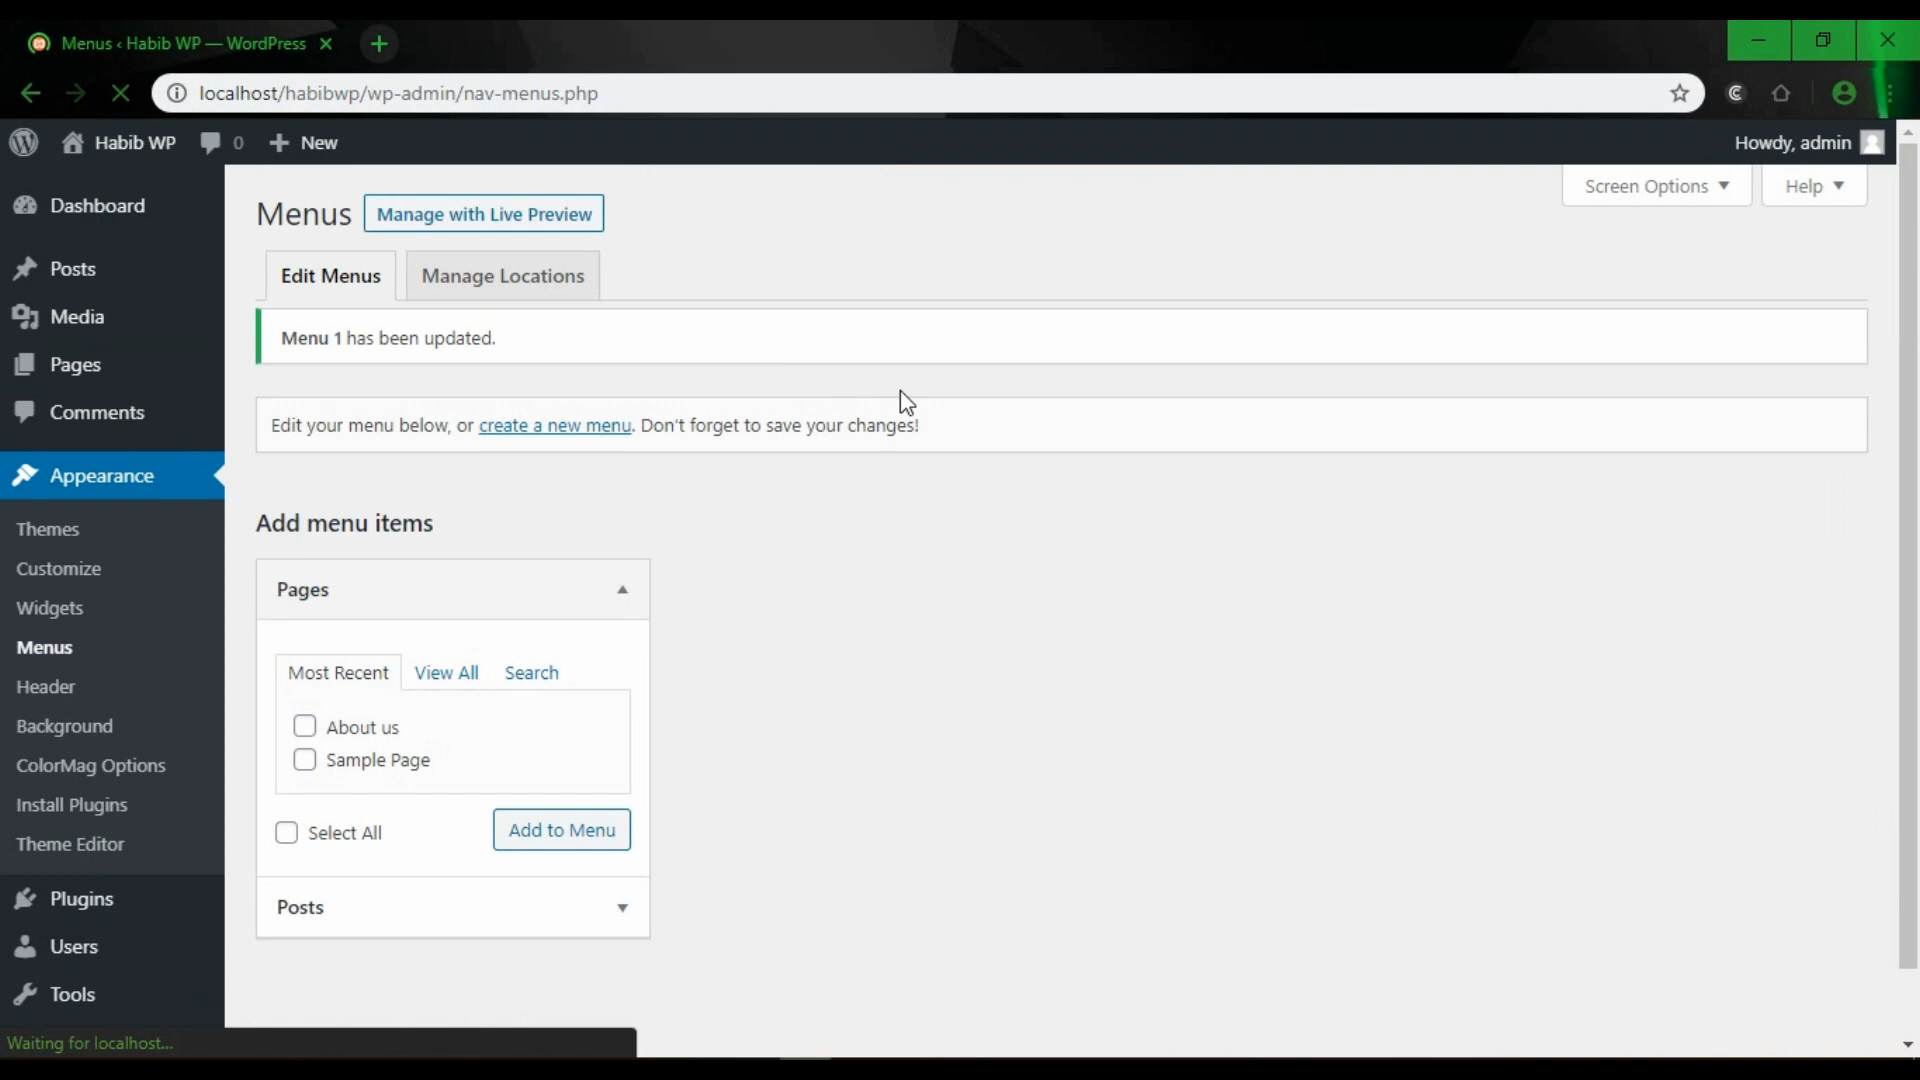 Menus ‹ Habib WP — WordPress
localhost/habibwp/wp-admin/nav-menus.php
Habib WP 0 New
Howdy, admin
Screen Options
Help
Dashboard
Posts
Media
Pages
Comments
Appearance
Themes
Customize
Widgets
Menus
Header
Background
ColorMag Options
Install Plugins
Theme Editor
Plugins
Users
Tools
Menus
Manage with Live Preview
Edit Menus
Manage Locations
Menu 1 has been updated.
Edit your menu below, or create a new menu. Don't forget to save your changes!
Add menu items
Pages
Most Recent
View All
Search
About us
Sample Page
Select All
Add to Menu
Posts
Waiting for localhost...